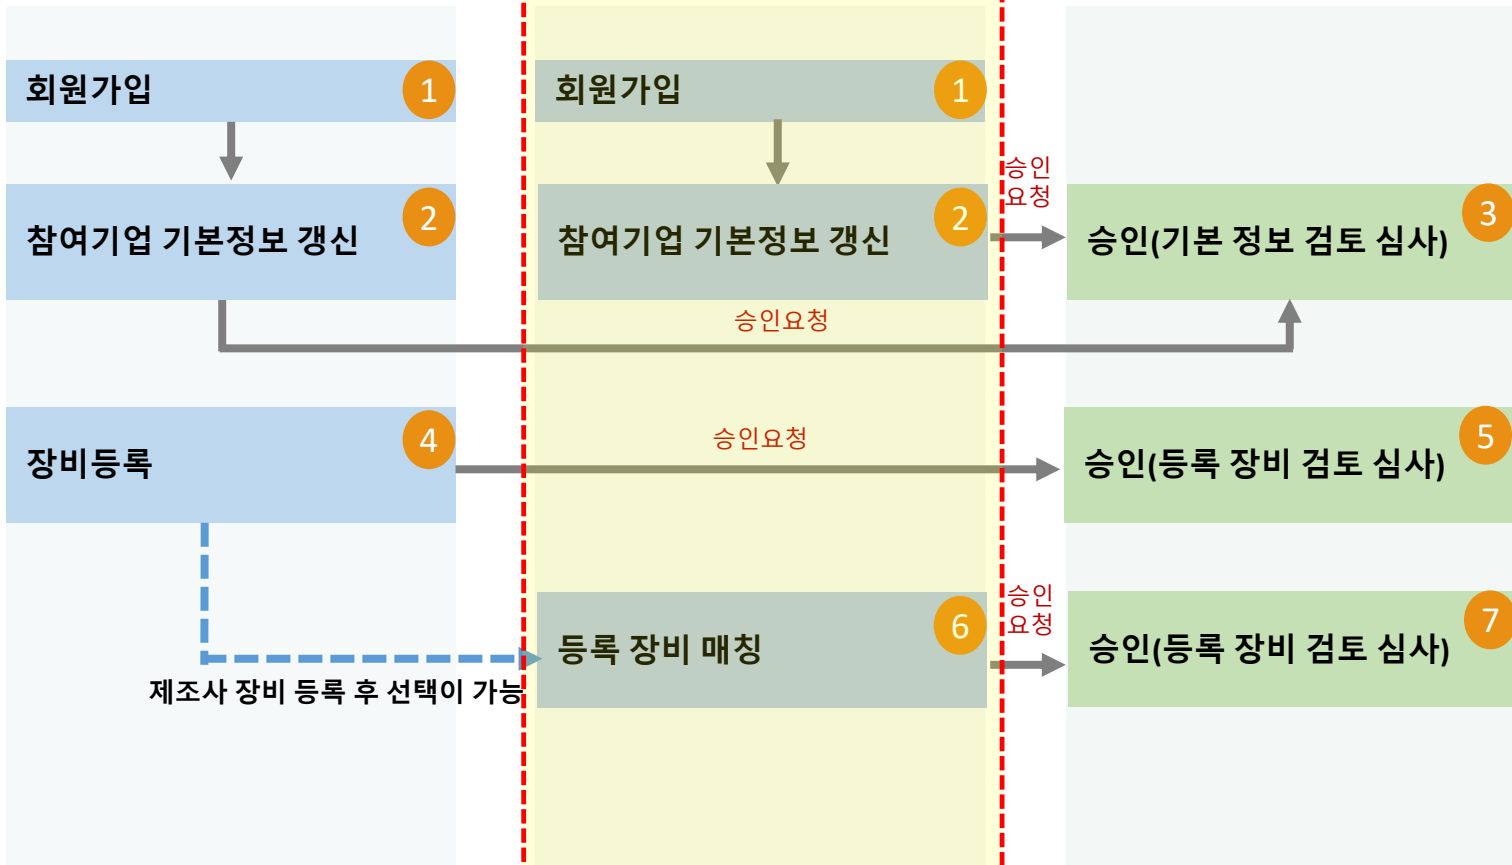 회원가입
1
회원가입
1
참여기업 기본정보 갱신
2
참여기업 기본정보 갱신
2
승인
요청
승인(기본 정보 검토 심사)
3
승인요청
장비등록
4
승인요청
승인(등록 장비 검토 심사)
5
제조사 장비 등록 후 선택이 가능
등록 장비 매칭
6
승인
요청
승인(등록 장비 검토 심사)
7